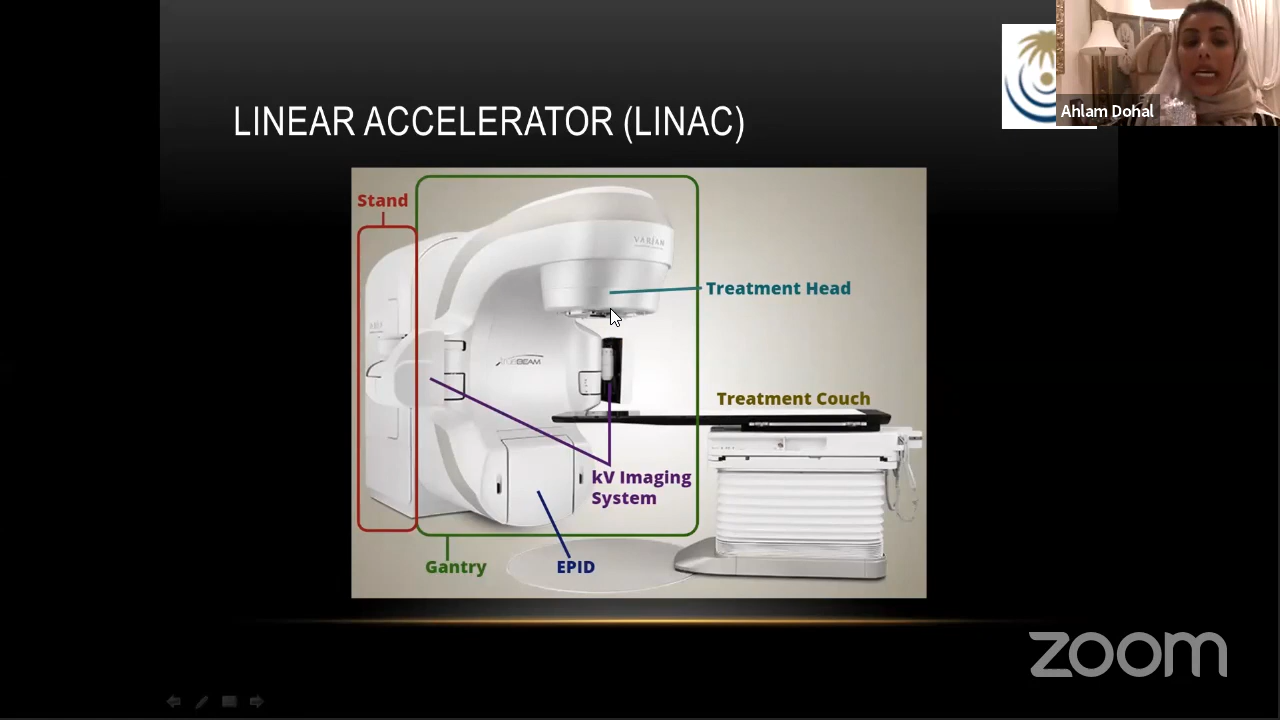 Ahlam Dohal
LINEAR ACCELERATOR (LINAC)
Stand
VARIAN
Treatment Head
TRUEBEAM
Treatment Couch
kV Imaging
System
Gantry
EPID
zoom